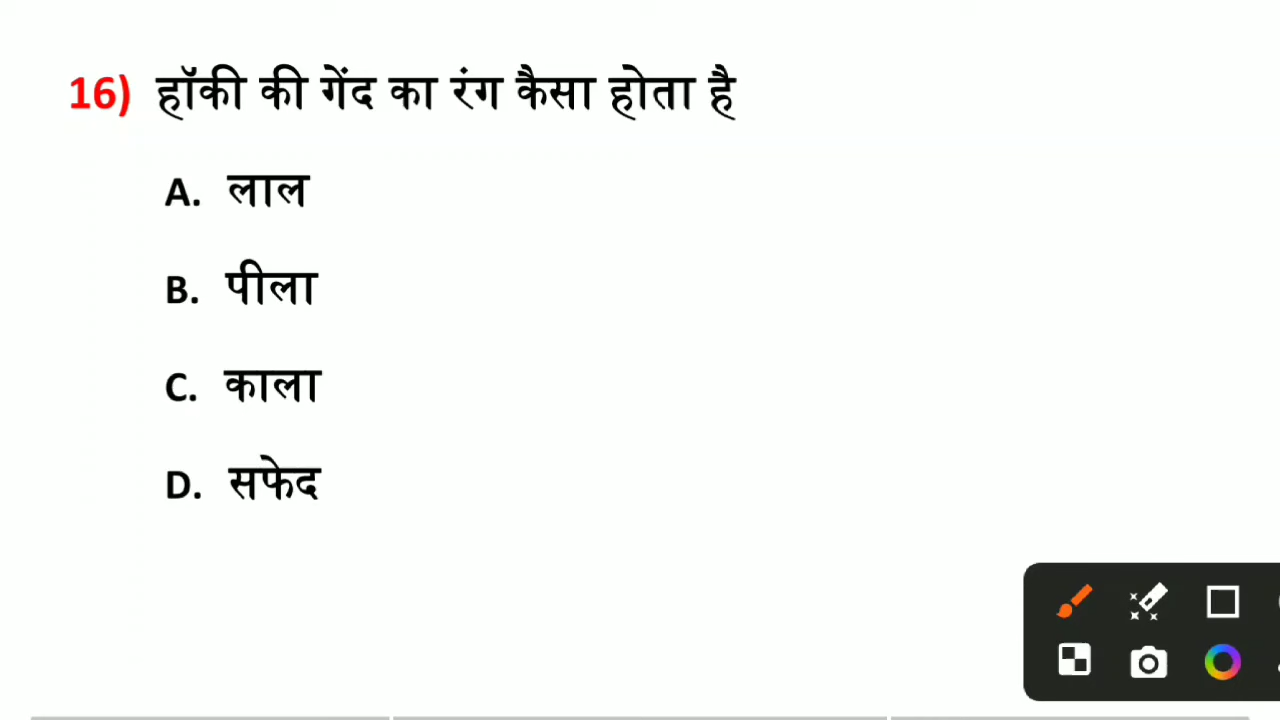 16) हॉकी की गेंद का रंग कैसा होता है
A. लाल
B. पीला
C. काला
D. सफेद